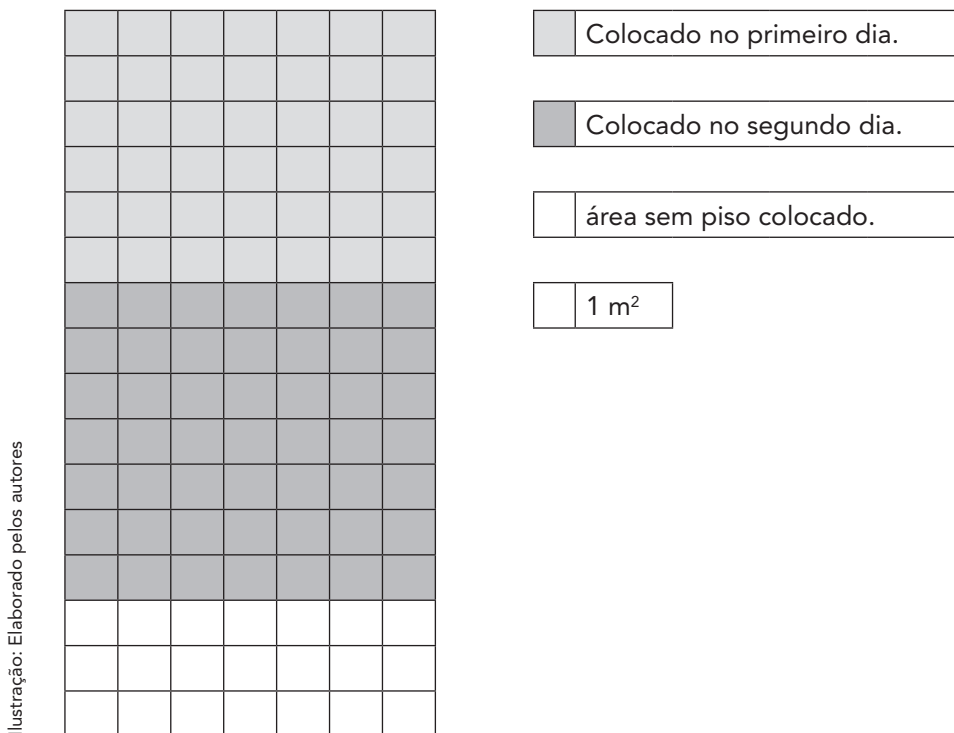 Colocado no primeiro dia.
Colocado no segundo dia.
área sem piso colocado.
1 m²
Ilustração: Elaborado pelos autores